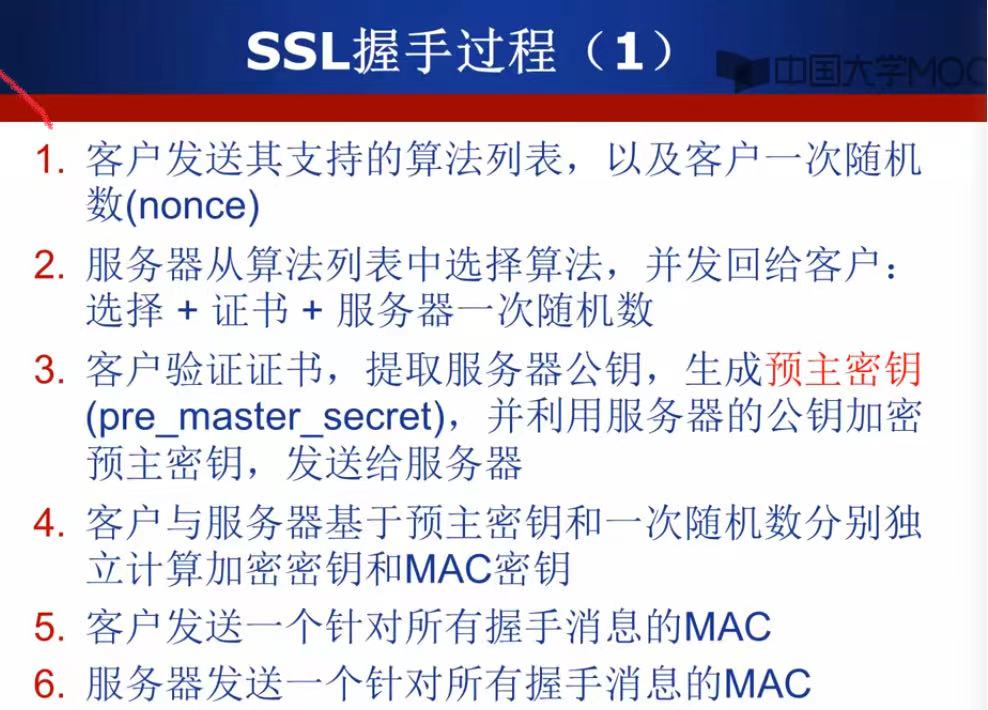 SSL握手过程（1）
中国大学MOC
1. 客户发送其支持的算法列表，以及客户一次随机
数(nonce)
2. 服务器从算法列表中选择算法，并发回给客户：
选择 + 证书 + 服务器一次随机数
3. 客户验证证书，提取服务器公钥，生成预主密钥
(pre_master_secret)，并利用服务器的公钥加密
预主密钥，发送给服务器
4. 客户与服务器基于预主密钥和一次随机数分别独
立计算加密密钥和MAC密钥
5. 客户发送一个针对所有握手消息的MAC
6. 服务器发送一个针对所有握手消息的MAC